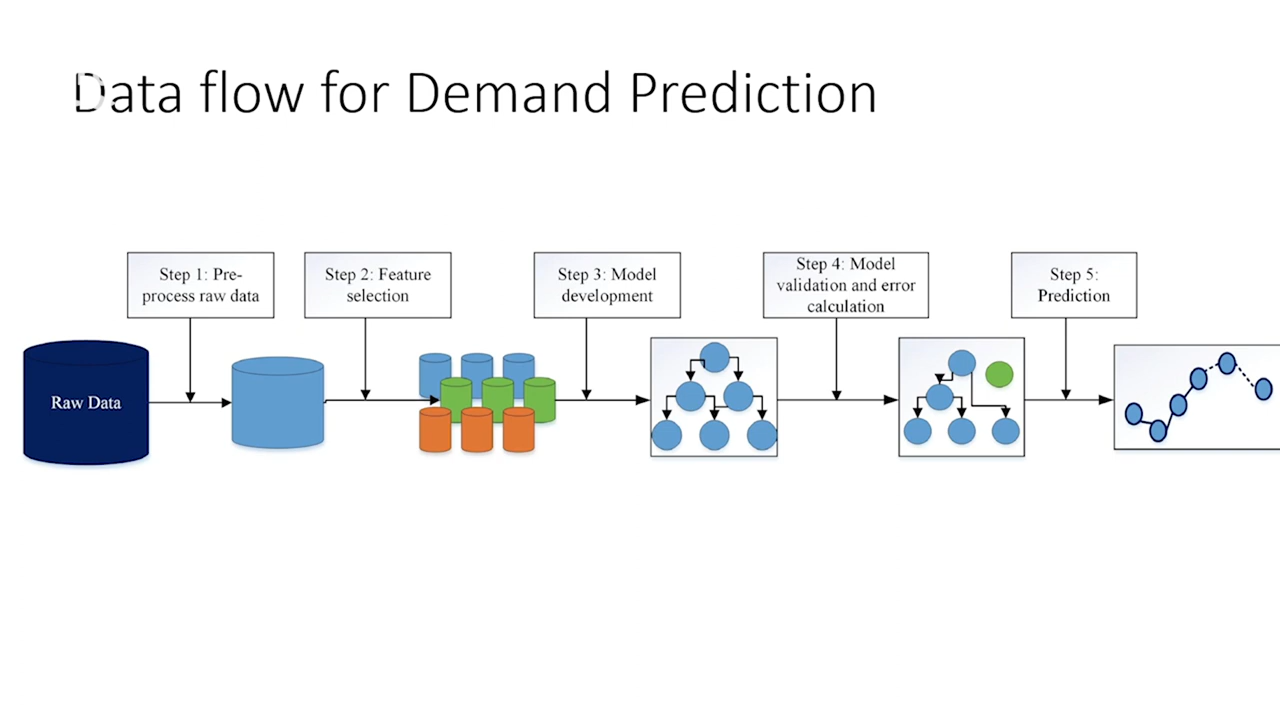 Data flow for Demand Prediction
Step 1: Pre-
process raw data
Step 2: Feature
selection
Step 3: Model
development
Step 4: Model
validation and error
calculation
Step 5:
Prediction
Raw Data